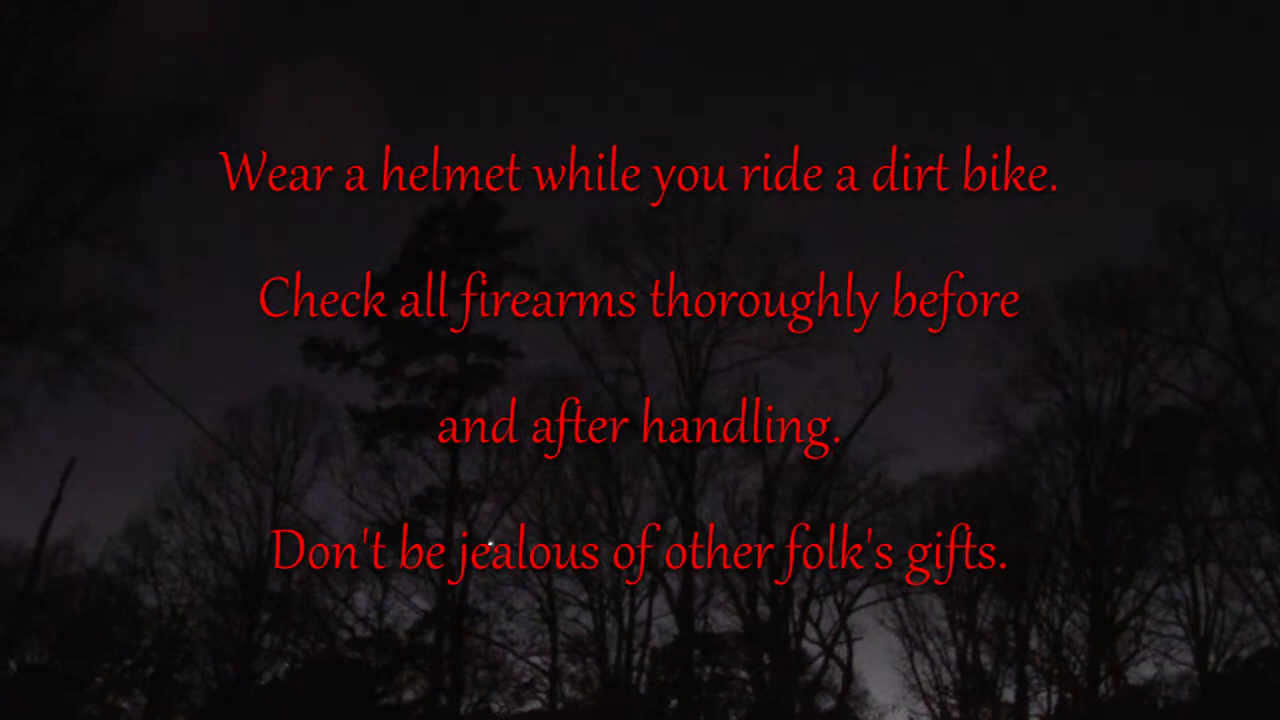 Wear a helmet while you ride a dirt bike.
Check all firearms thoroughly before
and after handling.
Don't be jealous of other folk's gifts.